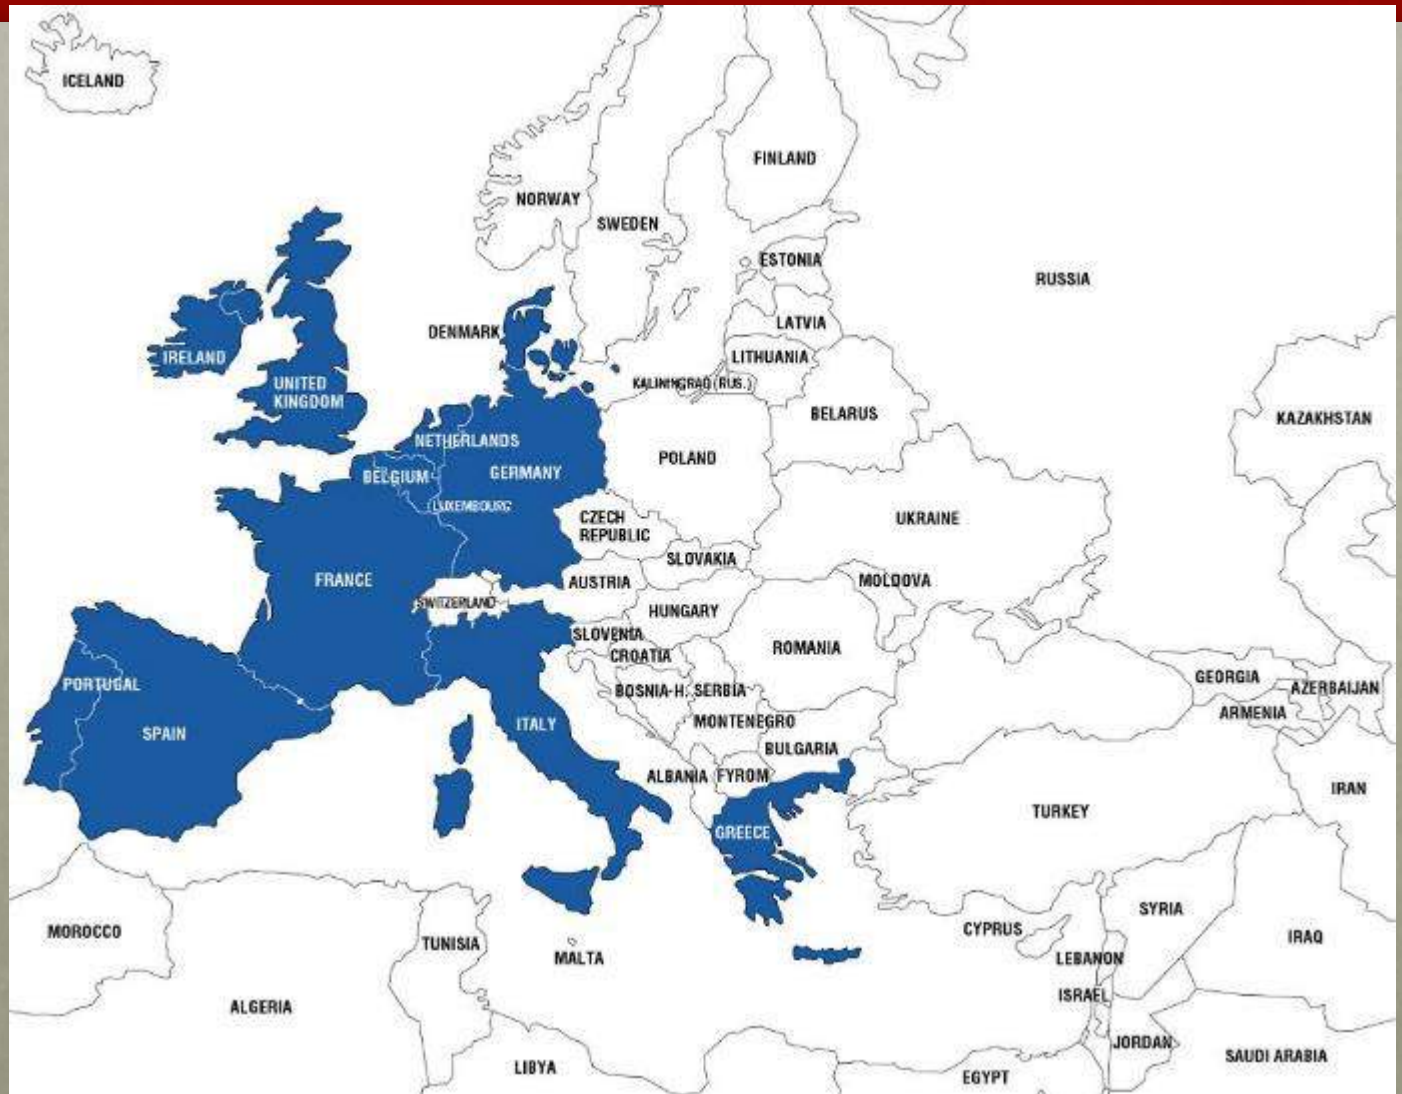 ICELAND
FINLAND
NORWAY
SWEDEN
ESTONIA
RUSSIA
LATVIA
DENMARK
LITHUANIA
IRELAND
KALININGRAD (RUS.)
UNITED
KINGDOM
BELARUS
KAZAKHSTAN
NETHERLANDS
POLAND
GERMANY
BELGIUM
LUXEMBOURG
CZECH
REPUBLIC
UKRAINE
SLOVAKIA
FRANCE
AUSTRIA
MOLDOVA
SWITZERLAND
HUNGARY
SLOVENIA
ROMANIA
CROATIA
GEORGIA
PORTUGAL
BOSNIA-H.
SERBIA
AZERBAIJAN
ARMENIA
MONTENEGRO
ITALY
SPAIN
BULGARIA
ALBANIA
FYROM
IRAN
TURKEY
GREECE
SYRIA
CYPRUS
MOROCCO
IRAQ
TUNISIA
MALTA
LEBANON
ISRAEL
ALGERIA
JORDAN
SAUDI ARABIA
LIBYA
EGYPT